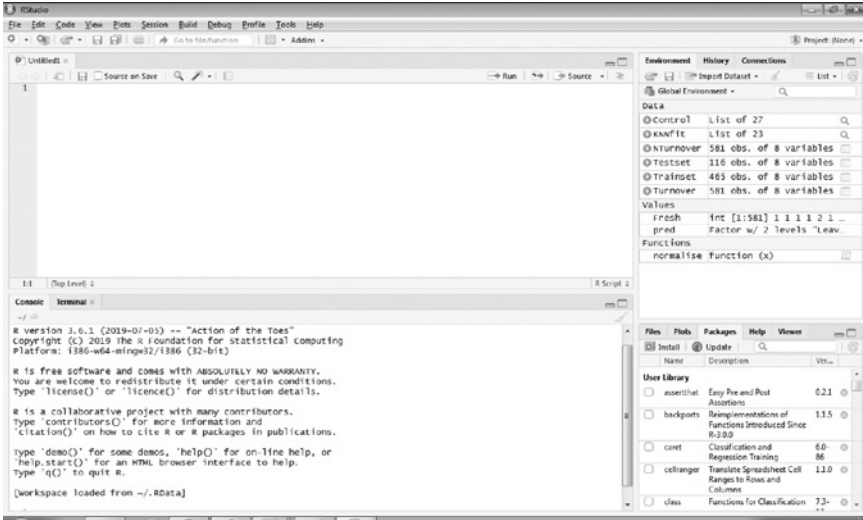 RStudio
File Edit Code View Plots Session Build Debug Profile Tools Help
Go to file/function Addins
Project: (None)
Untitled1
Source on Save Run Source
1
1:1 (Top Level) R Script
Console Terminal
~/
R version 3.6.1 (2019-07-05) -- "Action of the Toes"
Copyright (C) 2019 The R Foundation for Statistical Computing
Platform: i386-w64-mingw32/i386 (32-bit)
R is free software and comes with ABSOLUTELY NO WARRANTY.
You are welcome to redistribute it under certain conditions.
Type 'license()' or 'licence()' for distribution details.
R is a collaborative project with many contributors.
Type 'contributors()' for more information and
'citation()' on how to cite R or R packages in publications.
Type 'demo()' for some demos, 'help()' for on-line help, or
'help.start()' for an HTML browser interface to help.
Type 'q()' to quit R.
[Workspace loaded from ~/.RData]
Environment History Connections
Import Dataset List
Global Environment
Data
Control List of 27
KNNfit List of 23
NTurnover 581 obs. of 8 variables
Testset 116 obs. of 8 variables
Trainset 465 obs. of 8 variables
Turnover 581 obs. of 8 variables
Values
Fresh int [1:581] 1 1 1 1 2 1 …
pred Factor w/ 2 levels "Leav…
Functions
normalise function (x)
Files Plots Packages Help Viewer
Install Update
Name Description Ver...
User Library
assertthat Easy Pre and Post Assertions 0.2.1
backports Reimplementations of Functions Introduced Since R-3.0.0 1.1.5
caret Classification and Regression Training 6.0-86
cellranger Translate Spreadsheet Cell Ranges to Rows and Columns 1.1.0
class Functions for Classification 7.3-